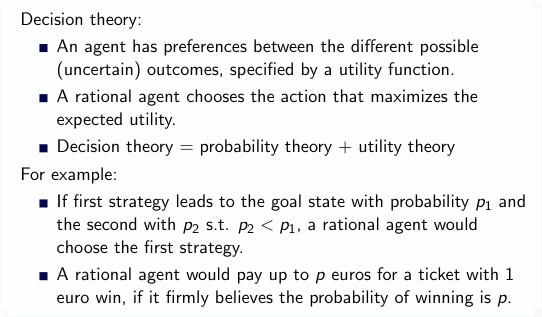 Decision theory:
■ An agent has preferences between the different possible
(uncertain) outcomes, specified by a utility function.
■ A rational agent chooses the action that maximizes the
expected utility.
■ Decision theory = probability theory + utility theory
For example:
■ If first strategy leads to the goal state with probability p₁ and
the second with p₂ s.t. p₂ < p₁, a rational agent would
choose the first strategy.
■ A rational agent would pay up to p euros for a ticket with 1
euro win, if it firmly believes the probability of winning is p.